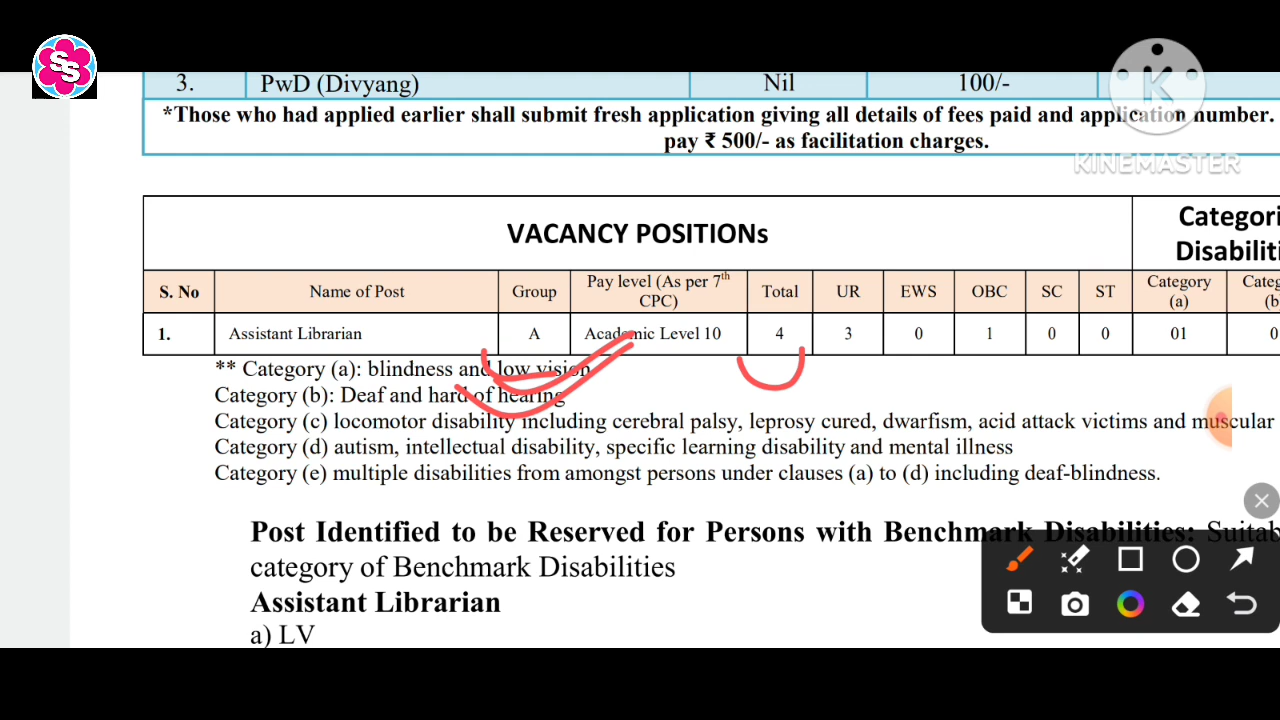 SS
3. PwD (Divyang) Nil 100/-
*Those who had applied earlier shall submit fresh application giving all details of fees paid and application number.
pay ₹ 500/- as facilitation charges.
K
KINEMASTER
VACANCY POSITIONs
S. No Name of Post Group Pay level (As per 7th CPC) Total UR EWS OBC SC ST Category (a)
1. Assistant Librarian A Academic Level 10 4 3 0 1 0 0 01
** Category (a): blindness and low vision
Category (b): Deaf and hard of hearing
Category (c) locomotor disability including cerebral palsy, leprosy cured, dwarfism, acid attack victims and muscular
Category (d) autism, intellectual disability, specific learning disability and mental illness
Category (e) multiple disabilities from amongst persons under clauses (a) to (d) including deaf-blindness.
Post Identified to be Reserved for Persons with Benchmark Disabilities:
category of Benchmark Disabilities
Assistant Librarian
a) LV